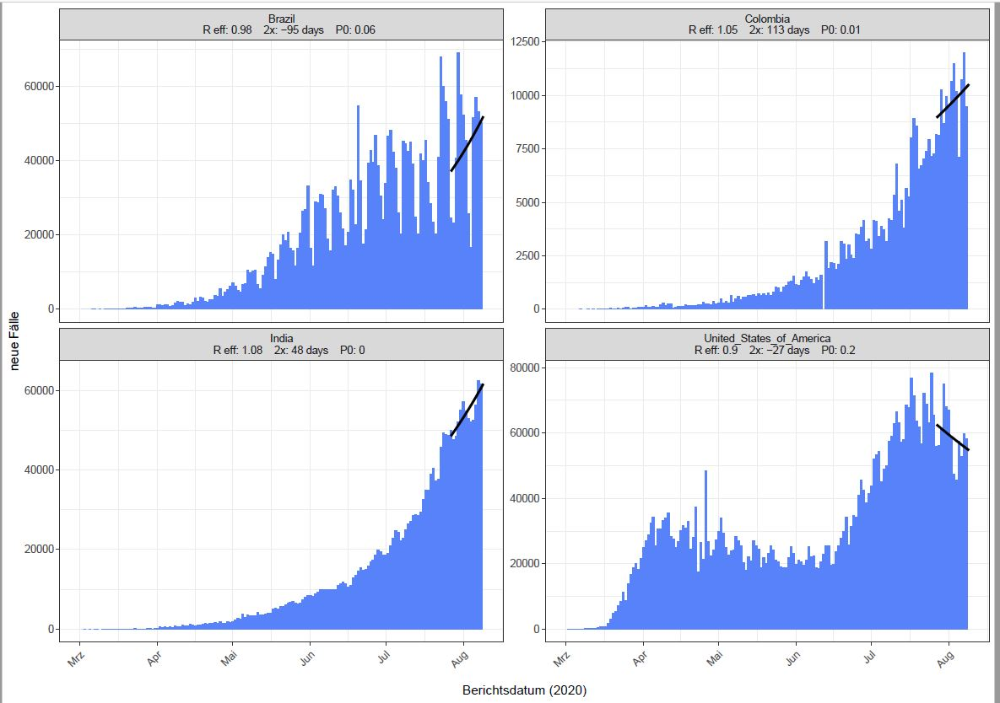 Brazil
R eff: 0.98 2x: −95 days P0: 0.06
Colombia
R eff: 1.05 2x: 113 days P0: 0.01
60000
40000
20000
0
12500
10000
7500
5000
2500
0
neue Fälle
India
R eff: 1.08 2x: 48 days P0: 0
United_States_of_America
R eff: 0.9 2x: −27 days P0: 0.2
60000
40000
20000
0
80000
60000
40000
20000
0
Mrz Apr Mai Jun Jul Aug
Mrz Apr Mai Jun Jul Aug
Berichtsdatum (2020)